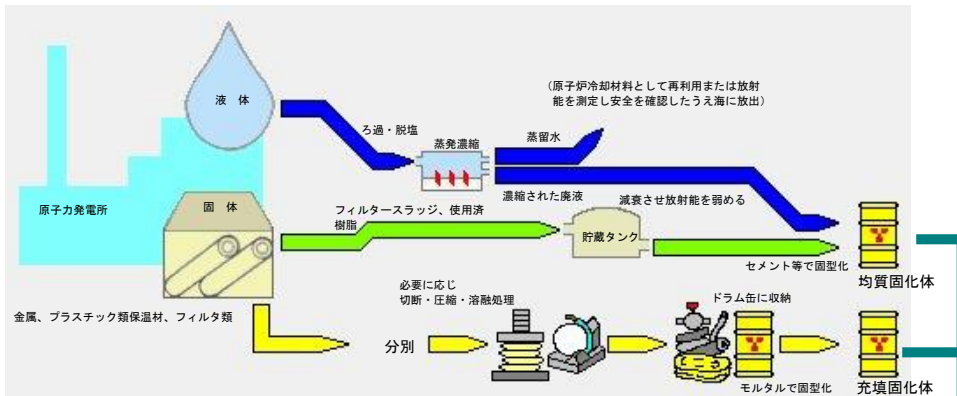 液 体
(原子炉冷却材料として再利用または放射
能を測定し安全を確認したうえ海に放出)
ろ過・脱塩
蒸発濃縮
蒸留水
濃縮された廃液
減衰させ放射能を弱める
原子力発電所
固 体
フィルタースラッジ、使用済
樹脂
貯蔵タンク
セメント等で固型化
均質固化体
金属、プラスチック類保温材、フィルタ類
必要に応じ
切断・圧縮・溶融処理
ドラム缶に収納
分別
モルタルで固型化
充填固化体